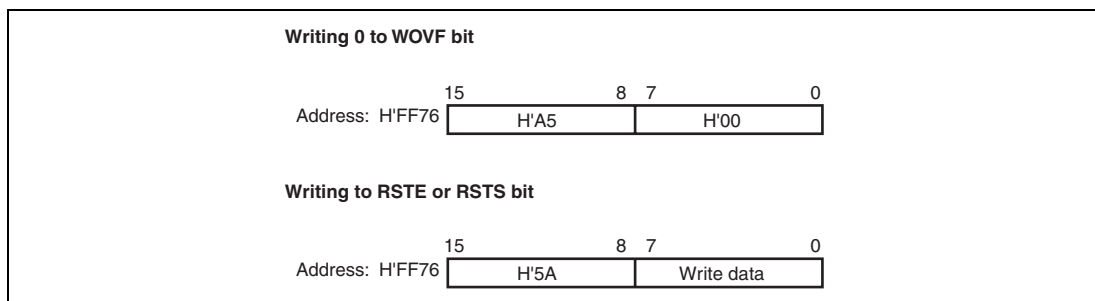 Writing 0 to WOVF bit
15 8 7 0
Address: H'FF76 H'A5 H'00
Writing to RSTE or RSTS bit
15 8 7 0
Address: H'FF76 H'5A Write data